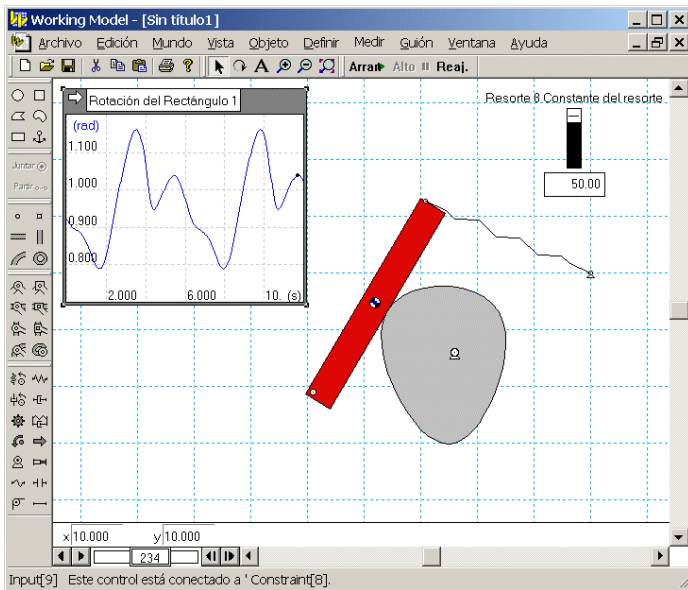 Working Model - [Sin título1]
Archivo Edición Mundo Vista Objeto Definir Medir Guión Ventana Ayuda
A Arran Alto II Reaj.
Rotación del Rectángulo 1
(rad)
1.100
1.000
0.900
0.800
2.000 6.000 10. (s)
Resorte 8 Constante del resorte
50.00
Juntar
Partir
x 10.000 y 10.000
234
Input[9] Este control está conectado a ' Constraint[8].